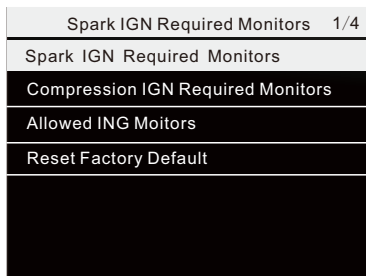 Spark IGN Required Monitors 1/4
Spark IGN Required Monitors
Compression IGN Required Monitors
Allowed ING Moitors
Reset Factory Default